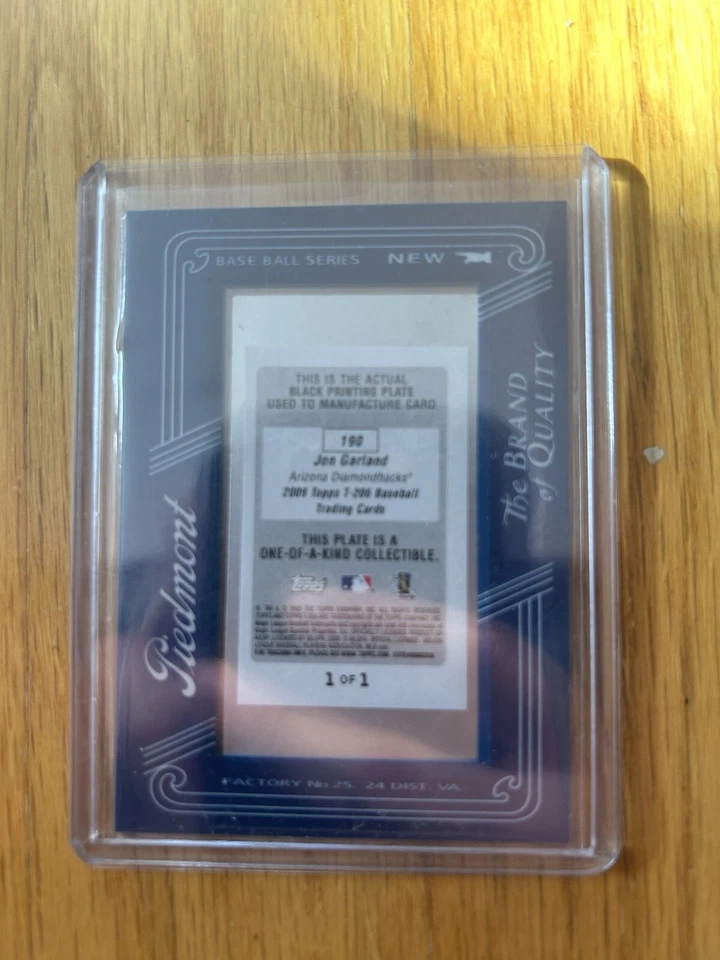 BASE BALL SERIES NEW
Piedmont
The BRAND
of QUALITY
THIS IS THE ACTUAL
BLACK PRINTING PLATE
USED TO MANUFACTURE CARD
190
Jon Garland
Arizona Diamondbacks®
2009 Topps T-206 Baseball
Trading Cards
THIS PLATE IS A
ONE-OF-A-KIND COLLECTIBLE.
Topps
1 OF 1
FACTORY No 25. 24 DIST. VA.